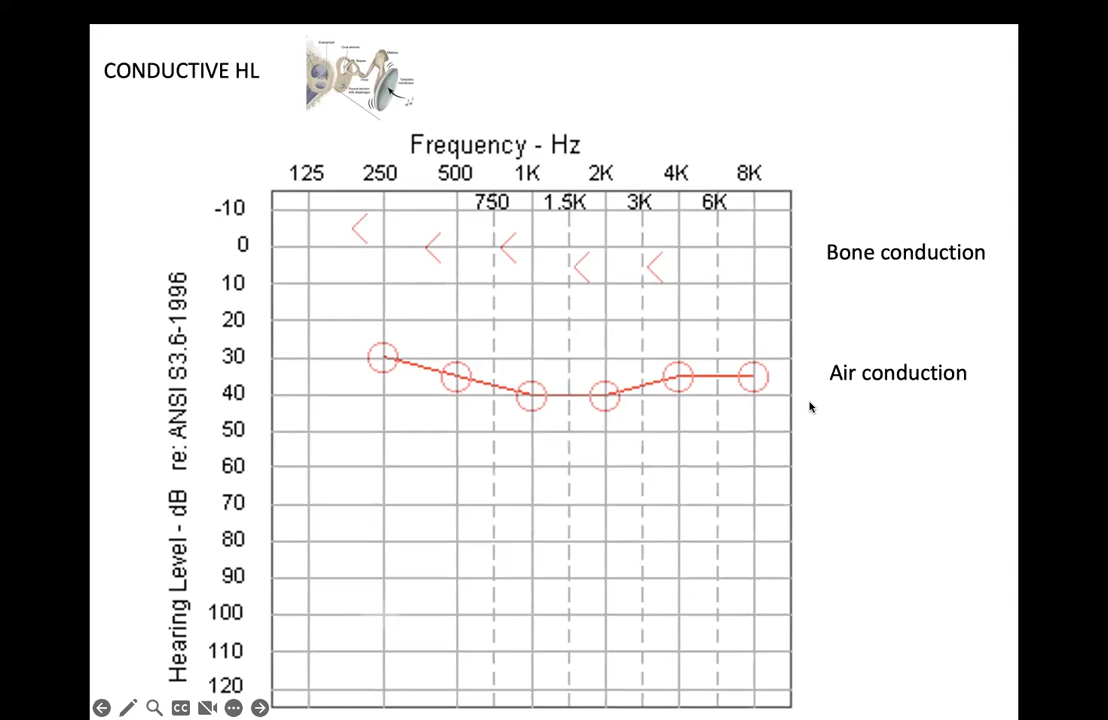 CONDUCTIVE HL
Frequency - Hz
125 250 500 1K 2K 4K 8K
750 1.5K 3K 6K
-10
0
10
20
30
40
50
60
70
80
90
100
110
120
Hearing Level - dB re: ANSI S3.6-1996
Bone conduction
Air conduction
CC